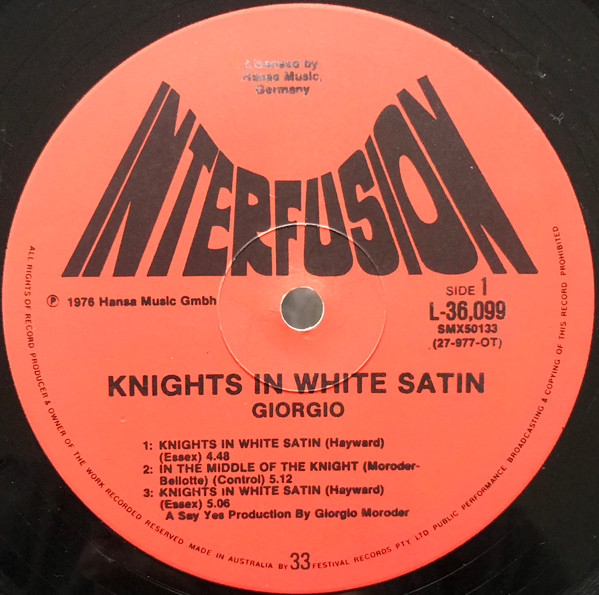 Licensed by
Hansa Music,
Germany
INTERFUSION
℗ 1976 Hansa Music Gmbh
SIDE 1
L-36,099
SMX50133
(27-977-OT)
KNIGHTS IN WHITE SATIN
GIORGIO
1: KNIGHTS IN WHITE SATIN (Hayward)
(Essex) 4.48
2: IN THE MIDDLE OF THE KNIGHT (Moroder-
Bellotte) (Control) 5.12
3: KNIGHTS IN WHITE SATIN (Hayward)
(Essex) 5.06
A Say Yes Production By Giorgio Moroder
33
ALL RIGHTS OF RECORD PRODUCER & OWNER OF THE WORK RECORDED RESERVED MADE IN AUSTRALIA BY FESTIVAL RECORDS PTY LTD PUBLIC PERFORMANCE BROADCASTING & COPYING OF THIS RECORD PROHIBITED